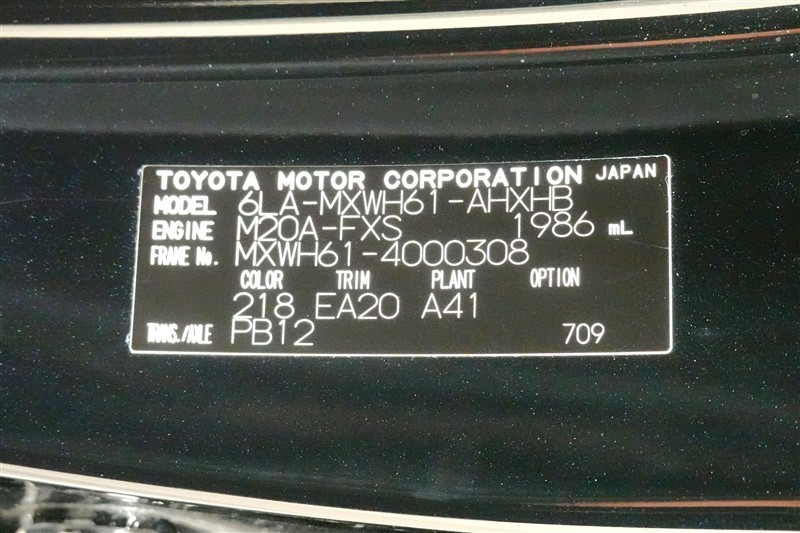 TOYOTA MOTOR CORPORATION JAPAN
MODEL 6LA-MXWH61-AHXHB
ENGINE M20A-FXS 1986 mL
FRAME No. MXWH61-4000308
COLOR TRIM PLANT OPTION
218 EA20 A41
TRANS./AXLE PB12 709